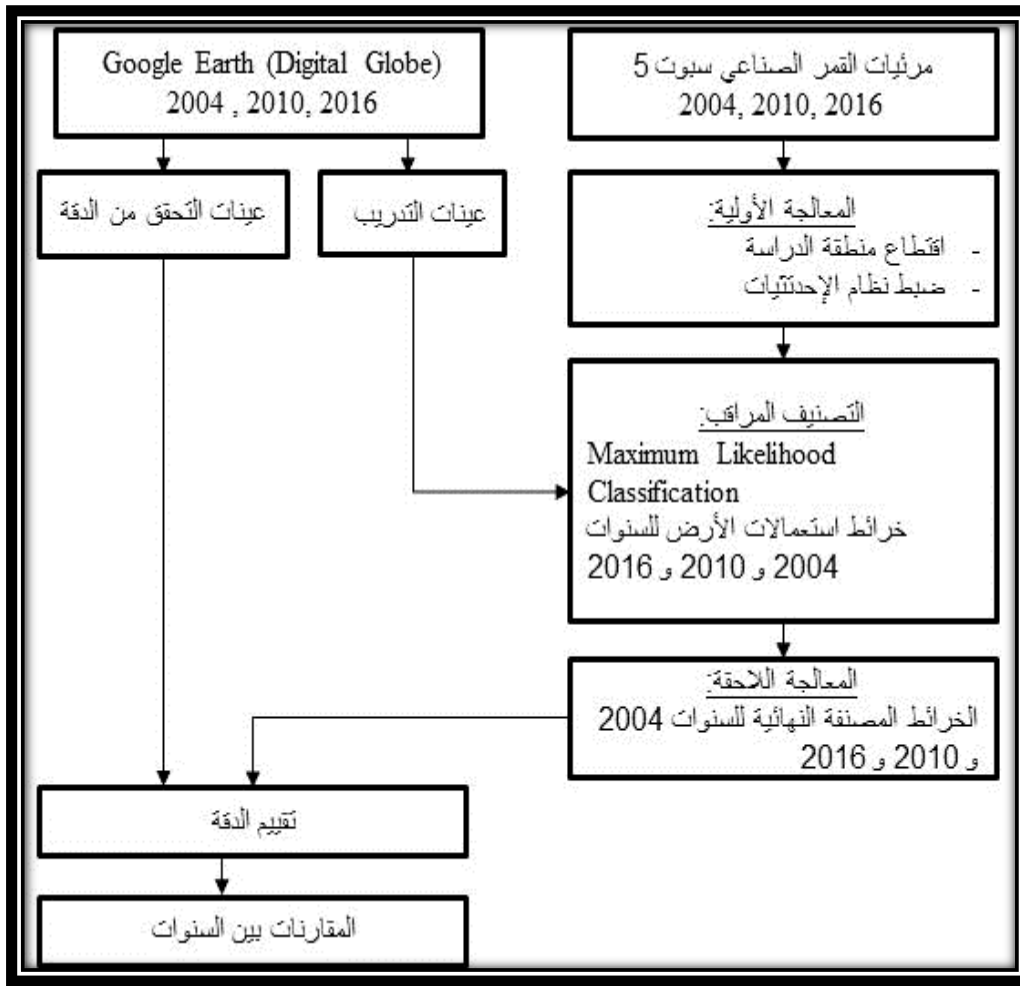 Google Earth (Digital Globe)
2004 , 2010, 2016
مرئيات القمر الصناعي سبوت 5
2004, 2010, 2016
عينات التحقق من الدقة
عينات التدريب
المعالجة الأولية:
- اقتطاع منطقة الدراسة
- ضبط نظام الإحدثثيات
التصنيف المراقب:
Maximum Likelihood
Classification
خرائط استعمالات الأرض للسنوات
2004 و 2010 و 2016
المعالجة اللاحقة:
الخرائط المصنفة النهائية للسنوات 2004
و 2010 و 2016
تقييم الدقة
المقارنات بين السنوات